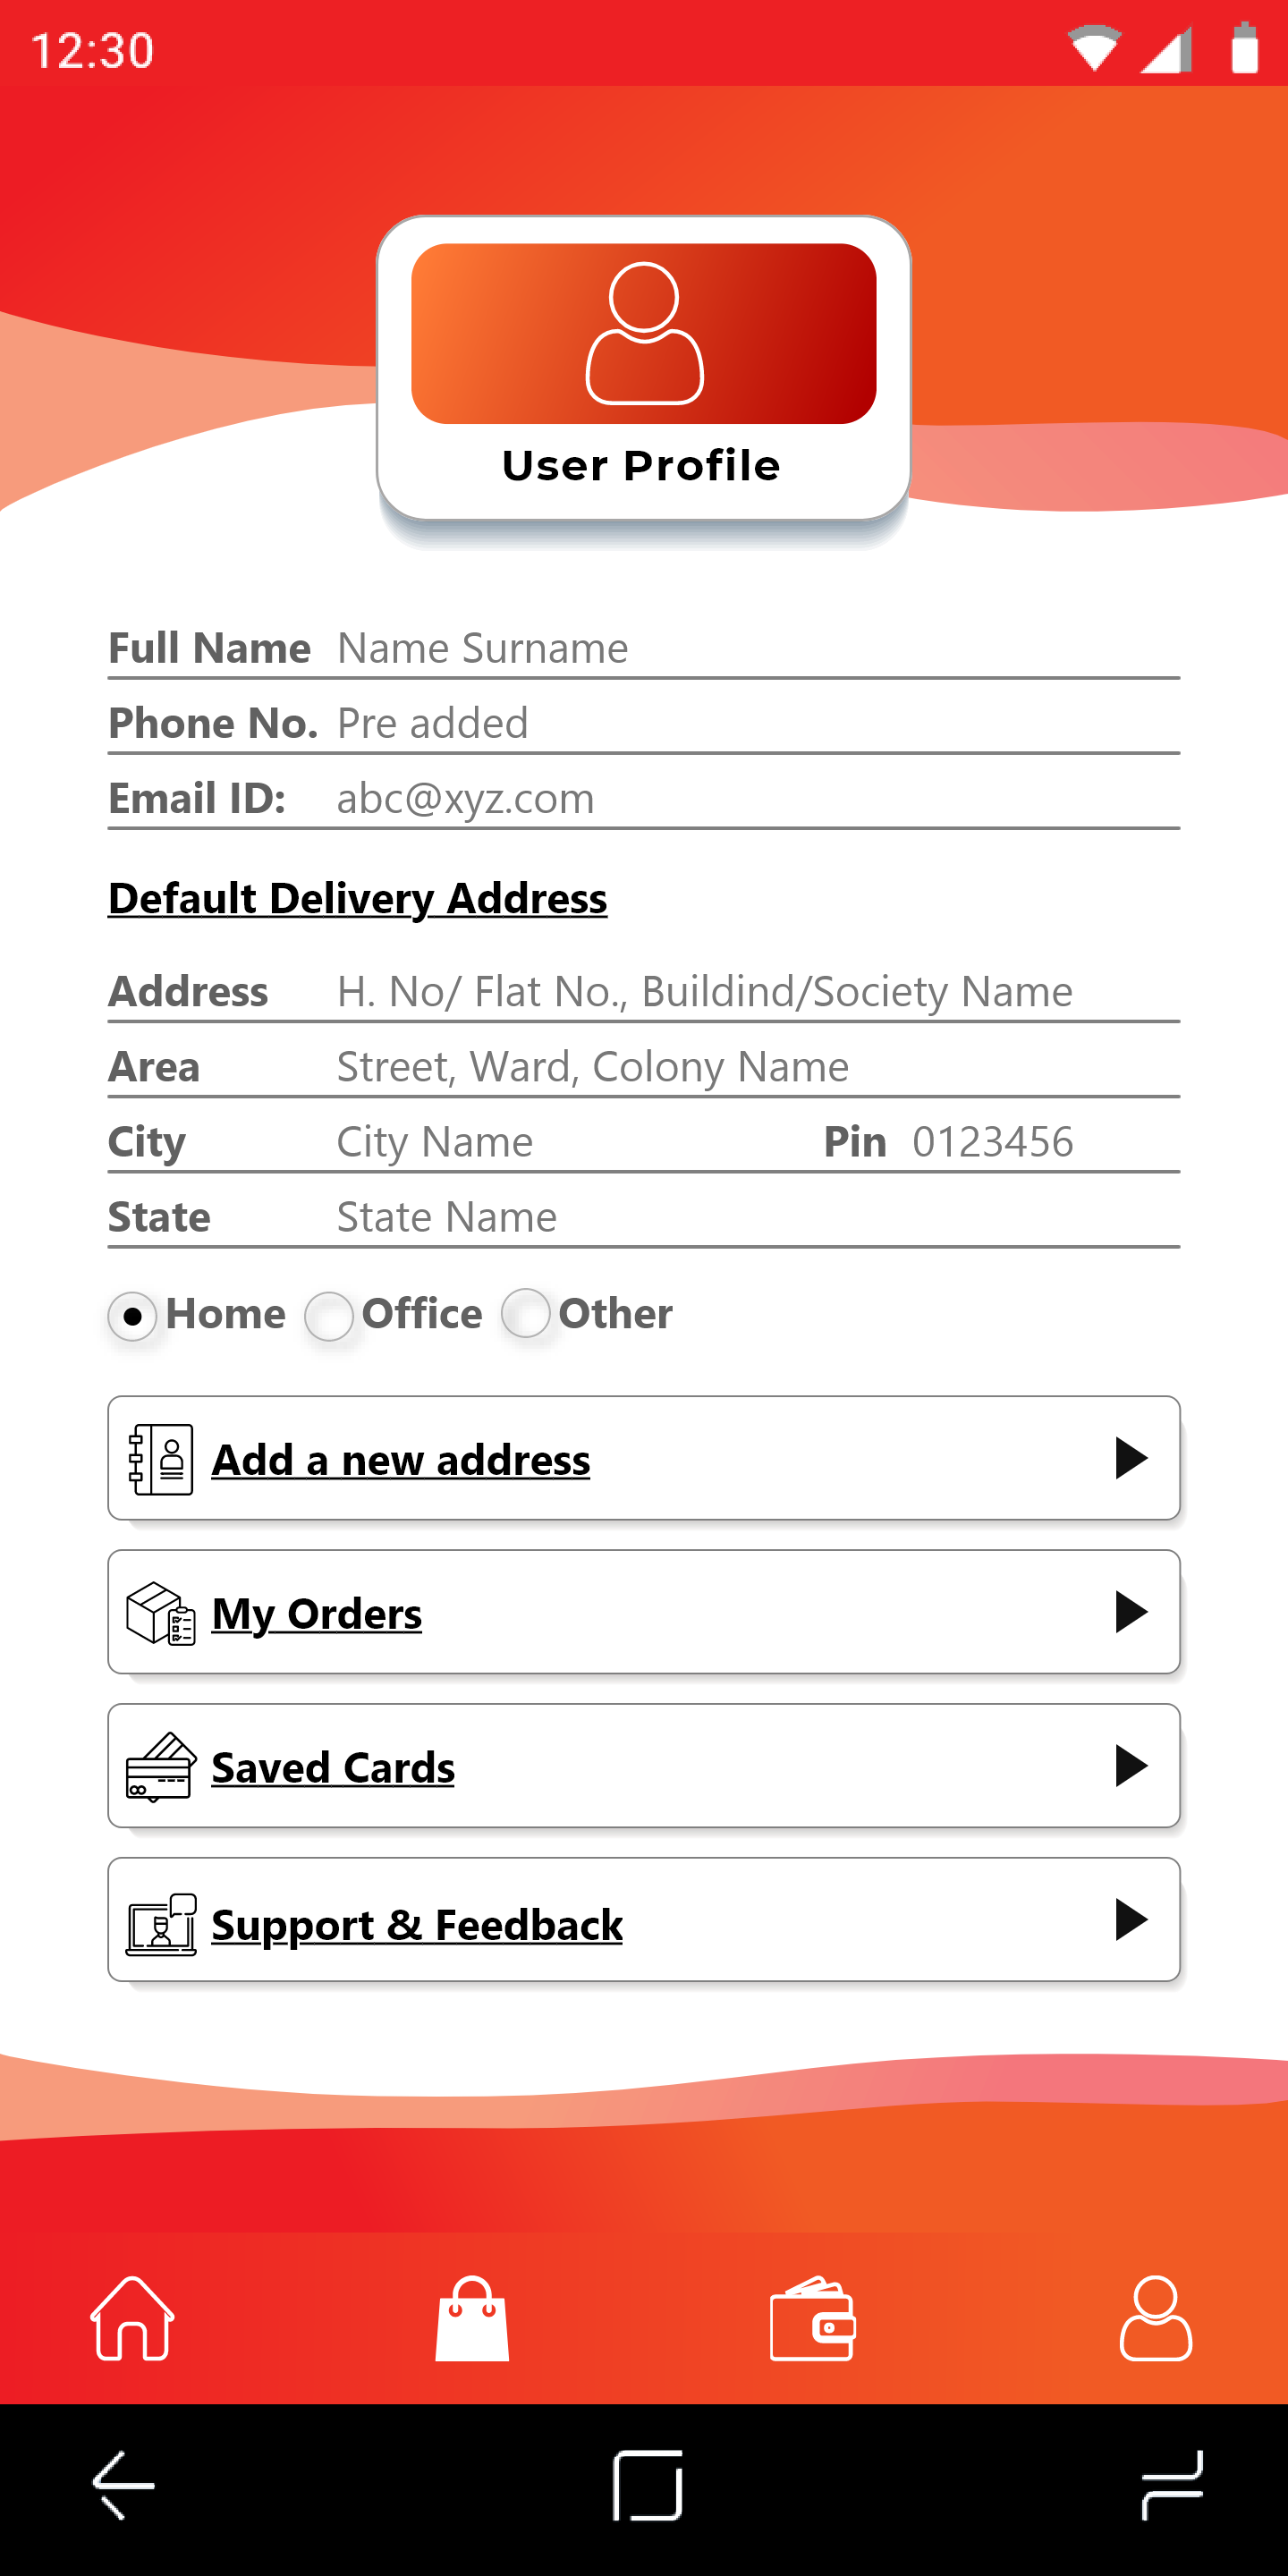 12:30
User Profile
Full Name Name Surname
Phone No. Pre added
Email ID: abc@xyz.com
Default Delivery Address
Address H. No/ Flat No., Buildind/Society Name
Area Street, Ward, Colony Name
City City Name Pin 0123456
State State Name
Home Office Other
Add a new address
My Orders
Saved Cards
Support & Feedback